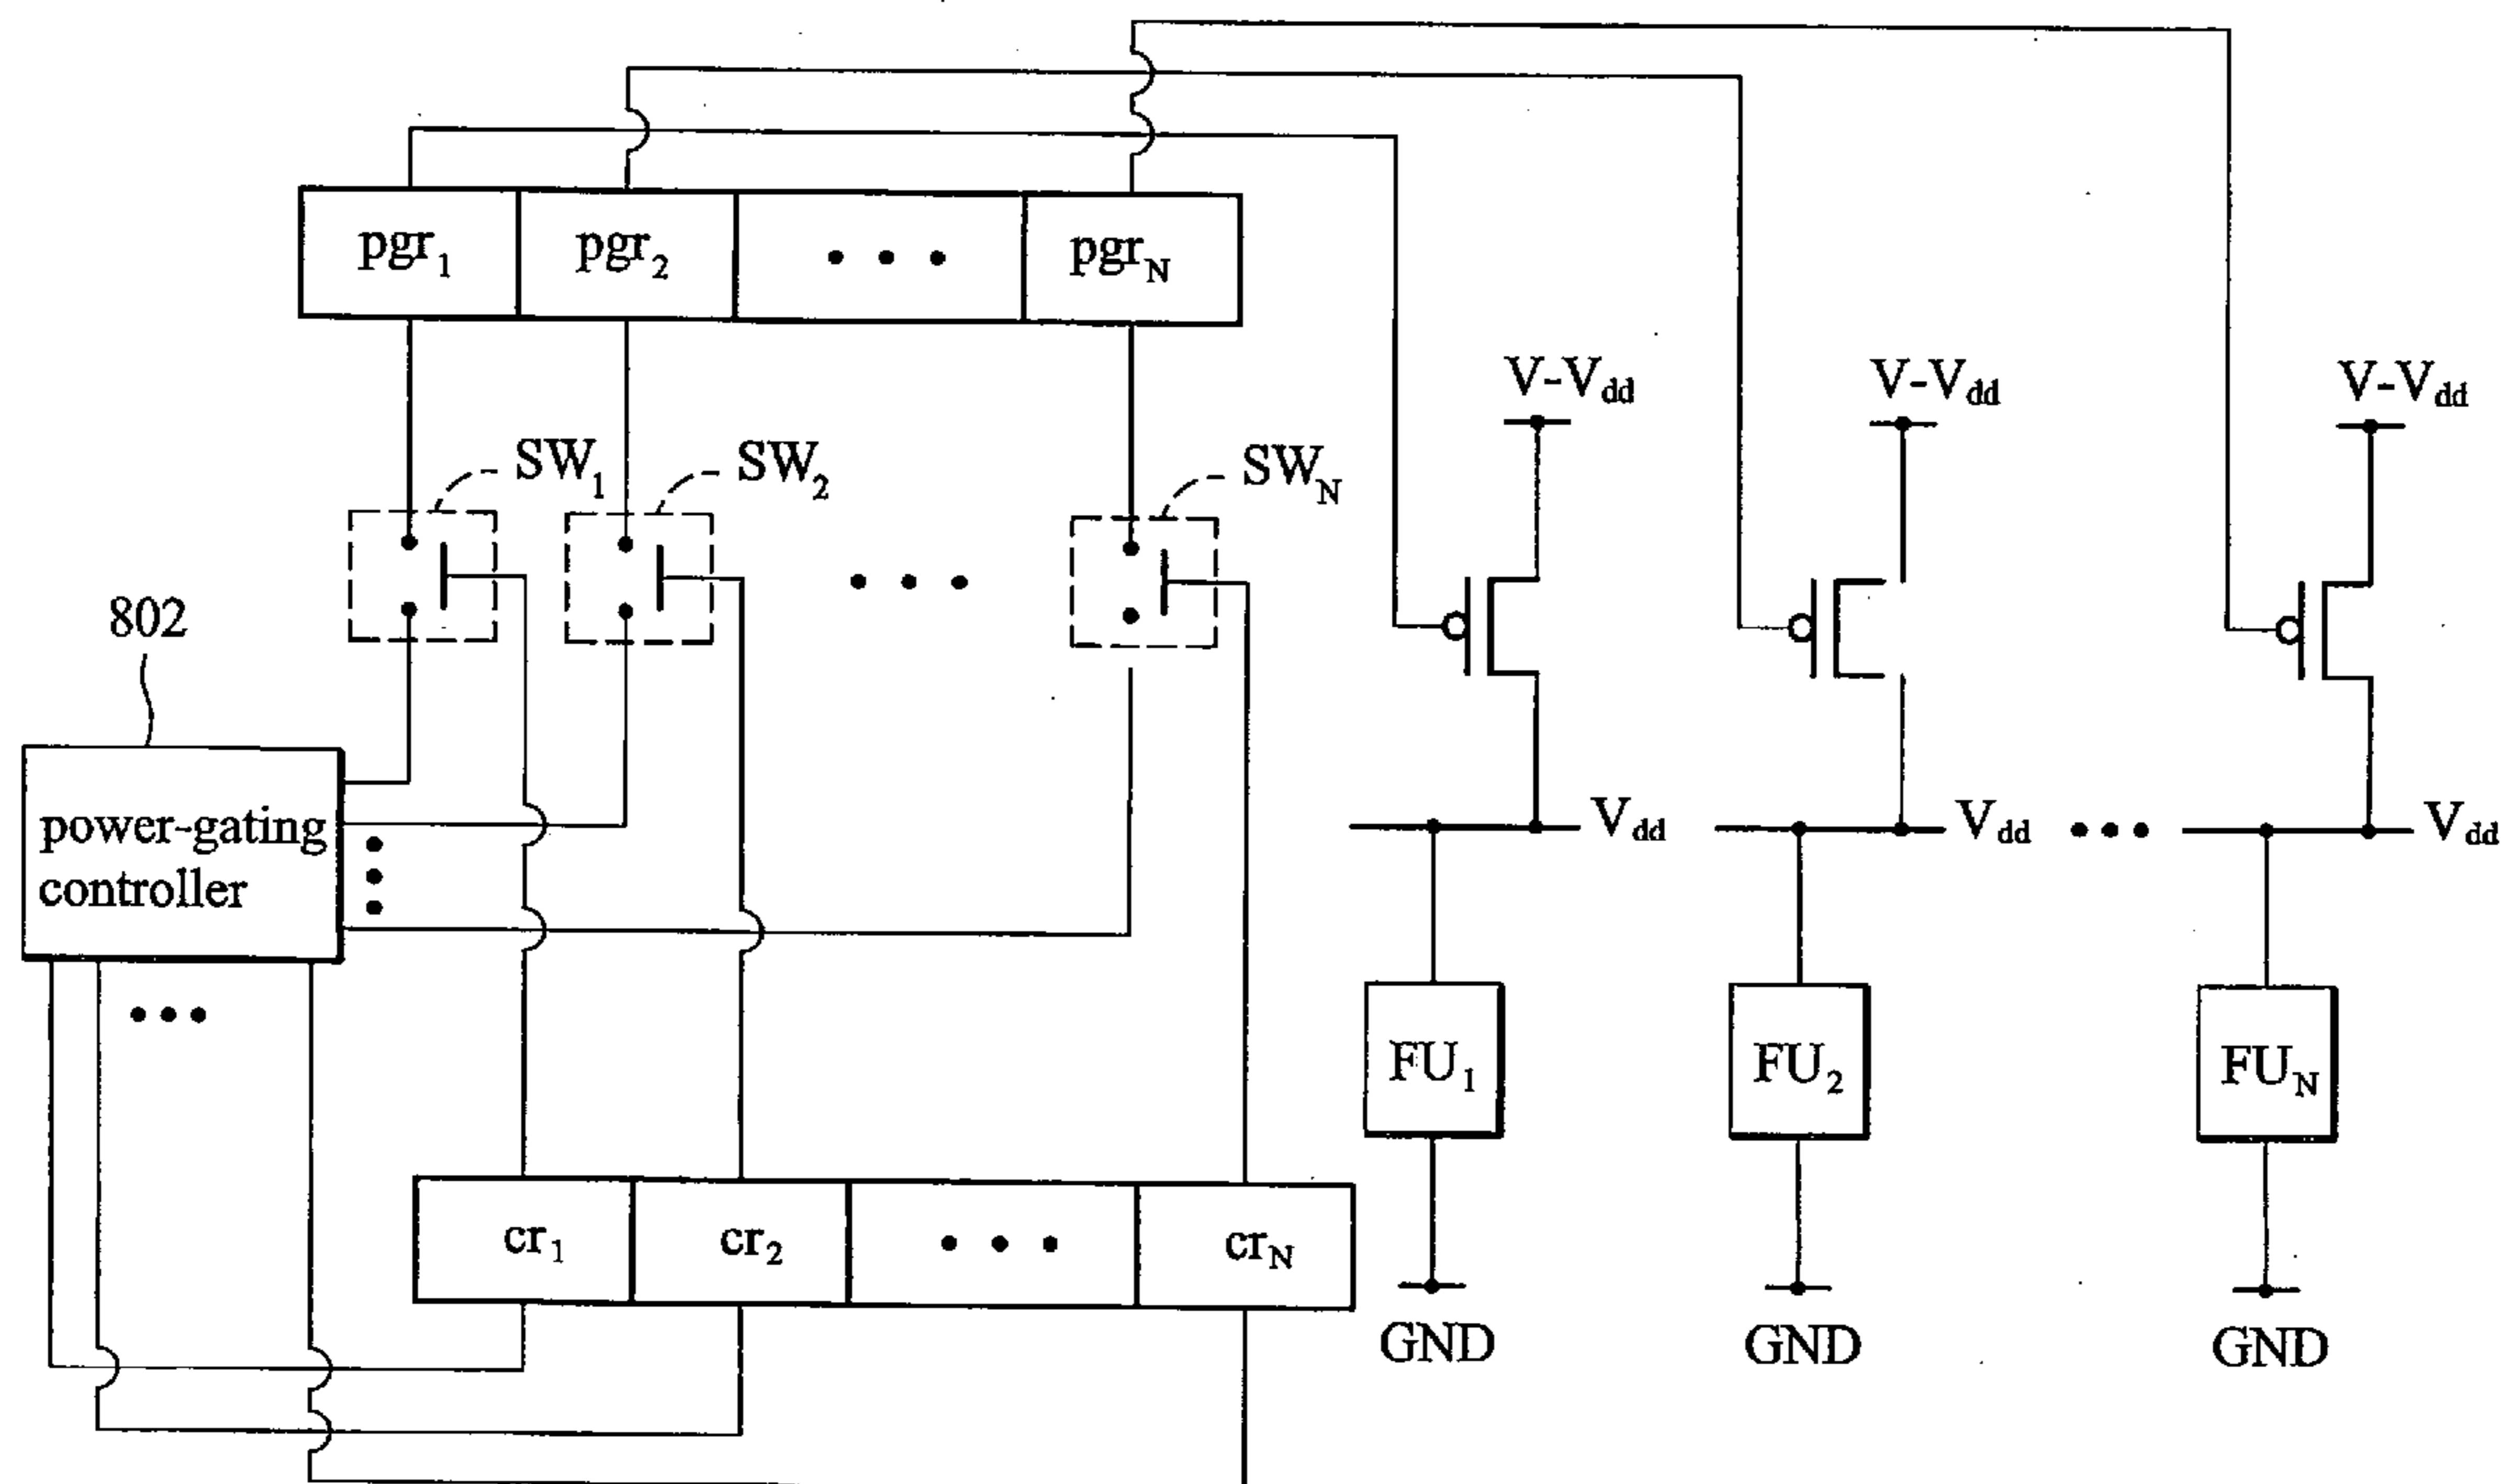 pgr1 pgr2 • • • pgrN
V-Vdd V-Vdd V-Vdd
SW1 SW2 SWN
• • •
802
power-gating
controller
Vdd Vdd • • • Vdd
FU1 FU2 FUN
cr1 cr2 • • • crN
GND GND GND